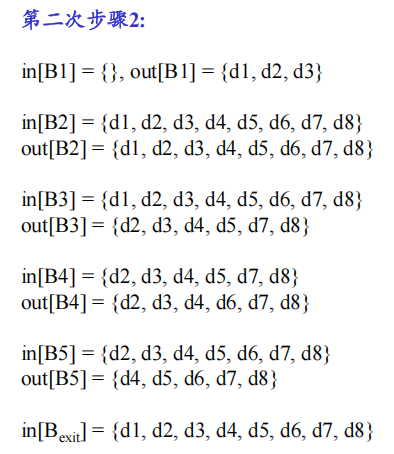 第二次步骤2:
in[B1] = {}, out[B1] = {d1, d2, d3}
in[B2] = {d1, d2, d3, d4, d5, d6, d7, d8}
out[B2] = {d1, d2, d3, d4, d5, d6, d7, d8}
in[B3] = {d1, d2, d3, d4, d5, d6, d7, d8}
out[B3] = {d2, d3, d4, d5, d7, d8}
in[B4] = {d2, d3, d4, d5, d7, d8}
out[B4] = {d2, d3, d4, d6, d7, d8}
in[B5] = {d2, d3, d4, d5, d6, d7, d8}
out[B5] = {d4, d5, d6, d7, d8}
in[Bexit] = {d1, d2, d3, d4, d5, d6, d7, d8}